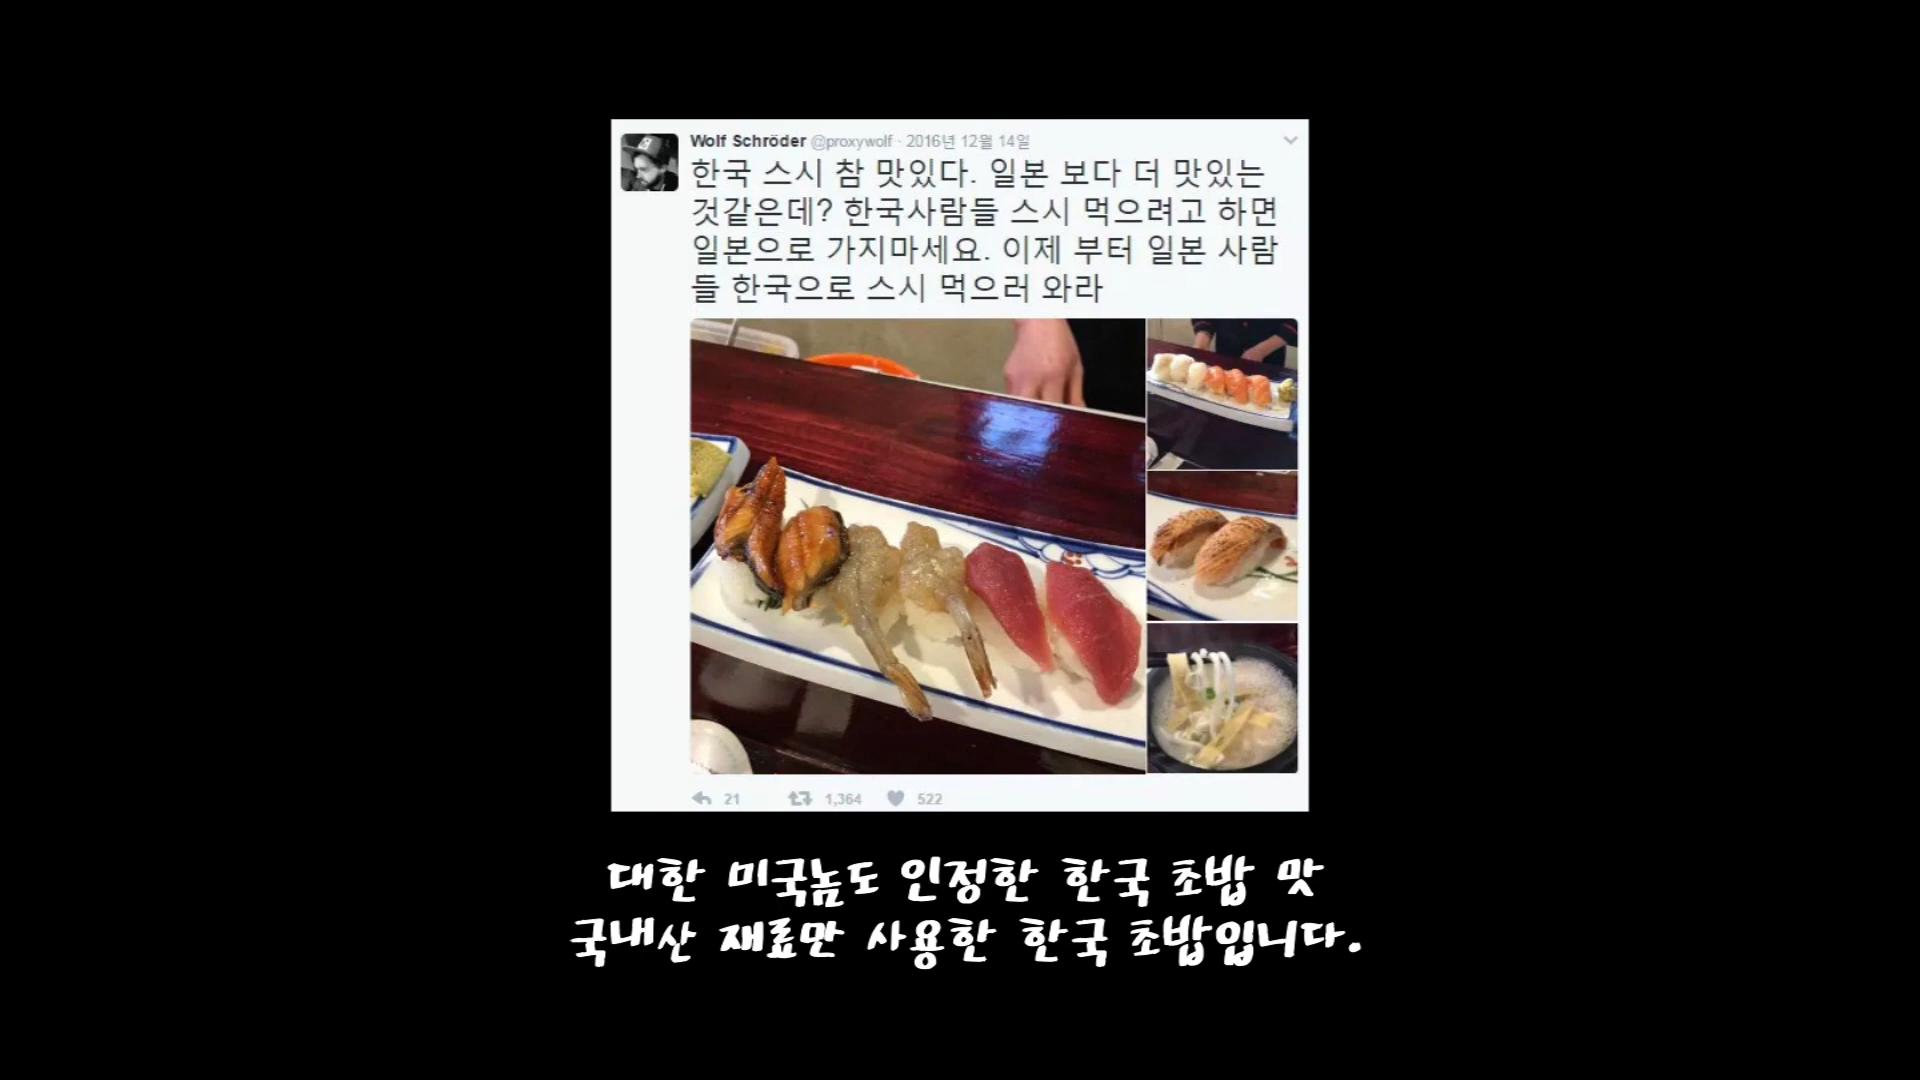 Wolf Schröder @proxywolf · 2016년 12월 14일
한국 스시 참 맛있다. 일본 보다 더 맛있는
것같은데? 한국사람들 스시 먹으려고 하면
일본으로 가지마세요. 이제 부터 일본 사람
들 한국으로 스시 먹으러 와라
21 1,364 522
대한 미국놈도 인정한 한국 초밥 맛
국내산 재료만 사용한 한국 초밥입니다.